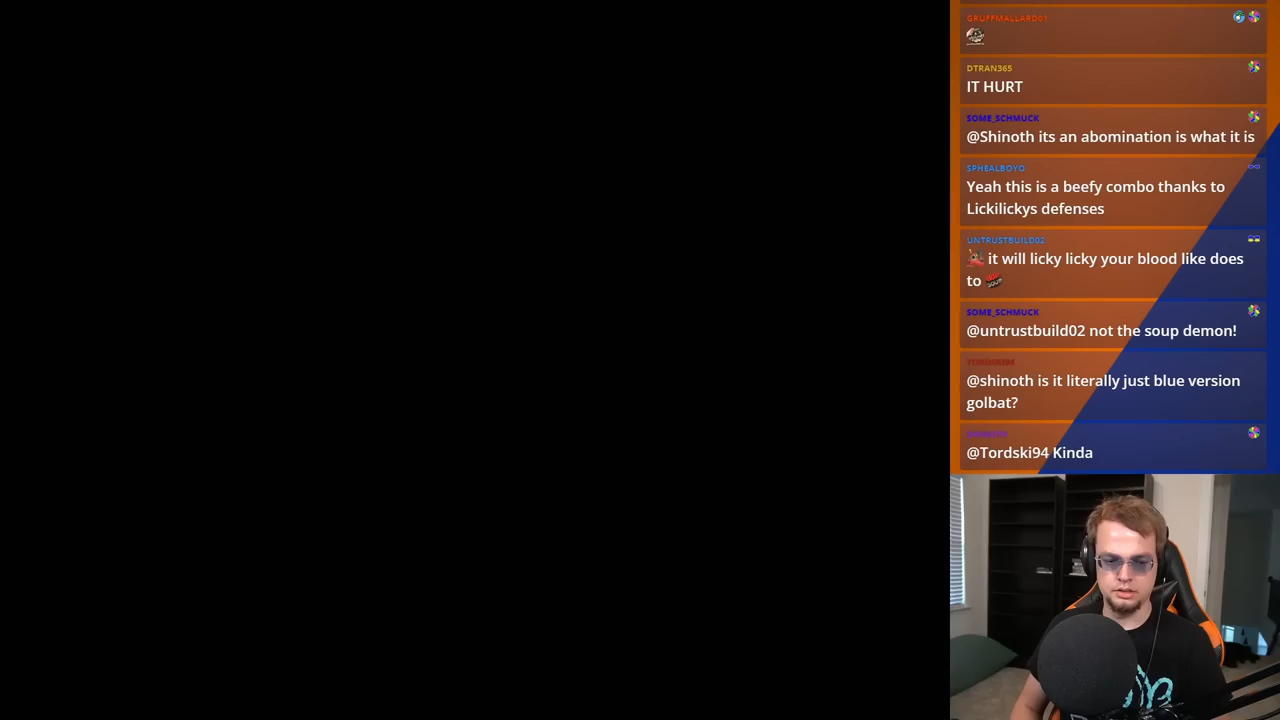 GRUFFMALLARD01
DTRAN365
IT HURT
SOME_SCHMUCK
@Shinoth its an abomination is what it is
SPHEALBOYO
Yeah this is a beefy combo thanks to
Lickilickys defenses
UNTRUSTBUILD02
it will licky licky your blood like does
to
SOME_SCHMUCK
@untrustbuild02 not the soup demon!
TORDSKI94
@shinoth is it literally just blue version
golbat?
@Tordski94 Kinda